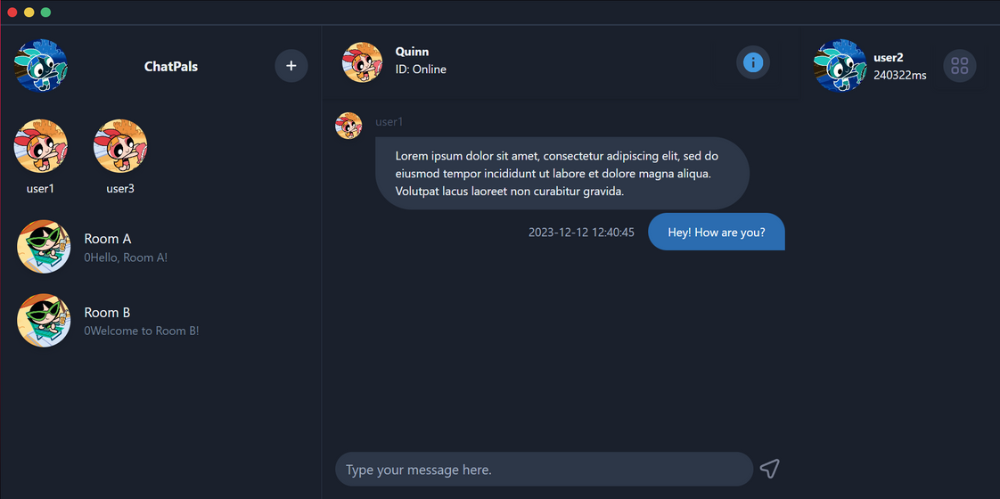 ChatPals
+
user1
user3
Room A
0Hello, Room A!
Room B
0Welcome to Room B!
Quinn
ID: Online
user1
Lorem ipsum dolor sit amet, consectetur adipiscing elit, sed do
eiusmod tempor incididunt ut labore et dolore magna aliqua.
Volutpat lacus laoreet non curabitur gravida.
2023-12-12 12:40:45
Hey! How are you?
Type your message here.
user2
240322ms